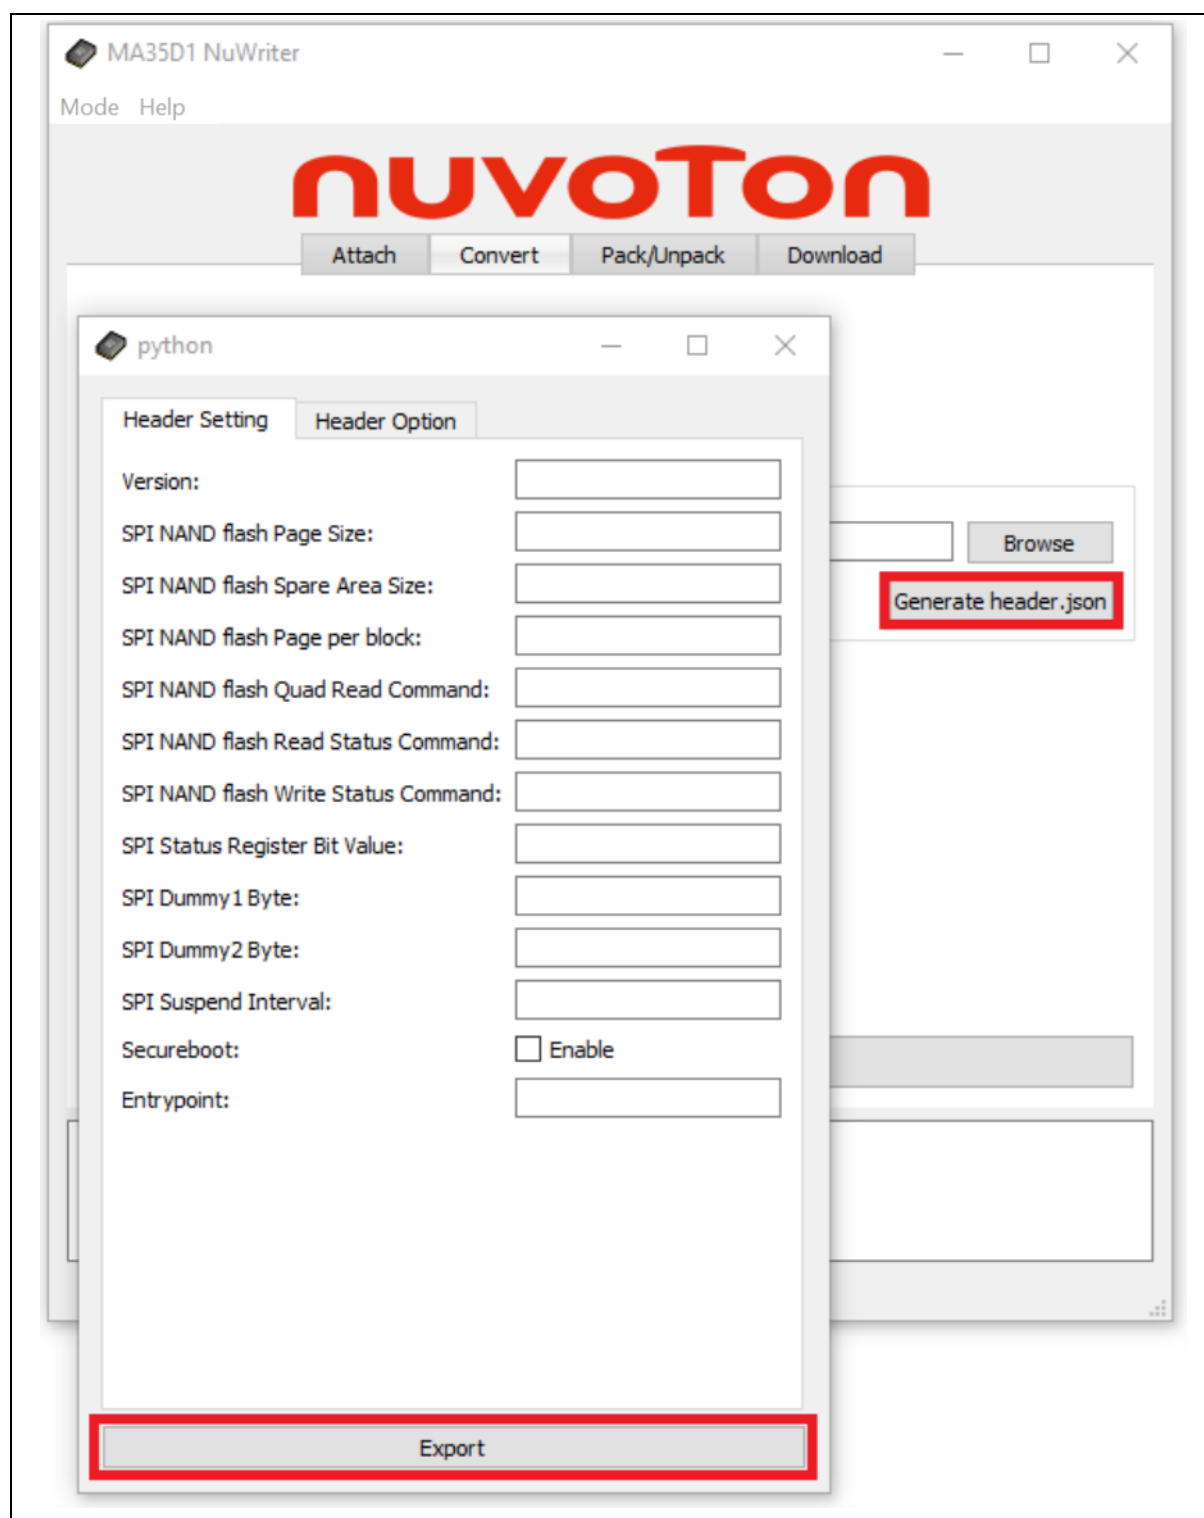 MA35D1 NuWriter
Mode Help
nuvoTon
Attach Convert Pack/Unpack Download
python
Header Setting Header Option
Version:
SPI NAND flash Page Size:
Browse
SPI NAND flash Spare Area Size:
Generate header.json
SPI NAND flash Page per block:
SPI NAND flash Quad Read Command:
SPI NAND flash Read Status Command:
SPI NAND flash Write Status Command:
SPI Status Register Bit Value:
SPI Dummy1 Byte:
SPI Dummy2 Byte:
SPI Suspend Interval:
Secureboot: Enable
Entrypoint:
Export